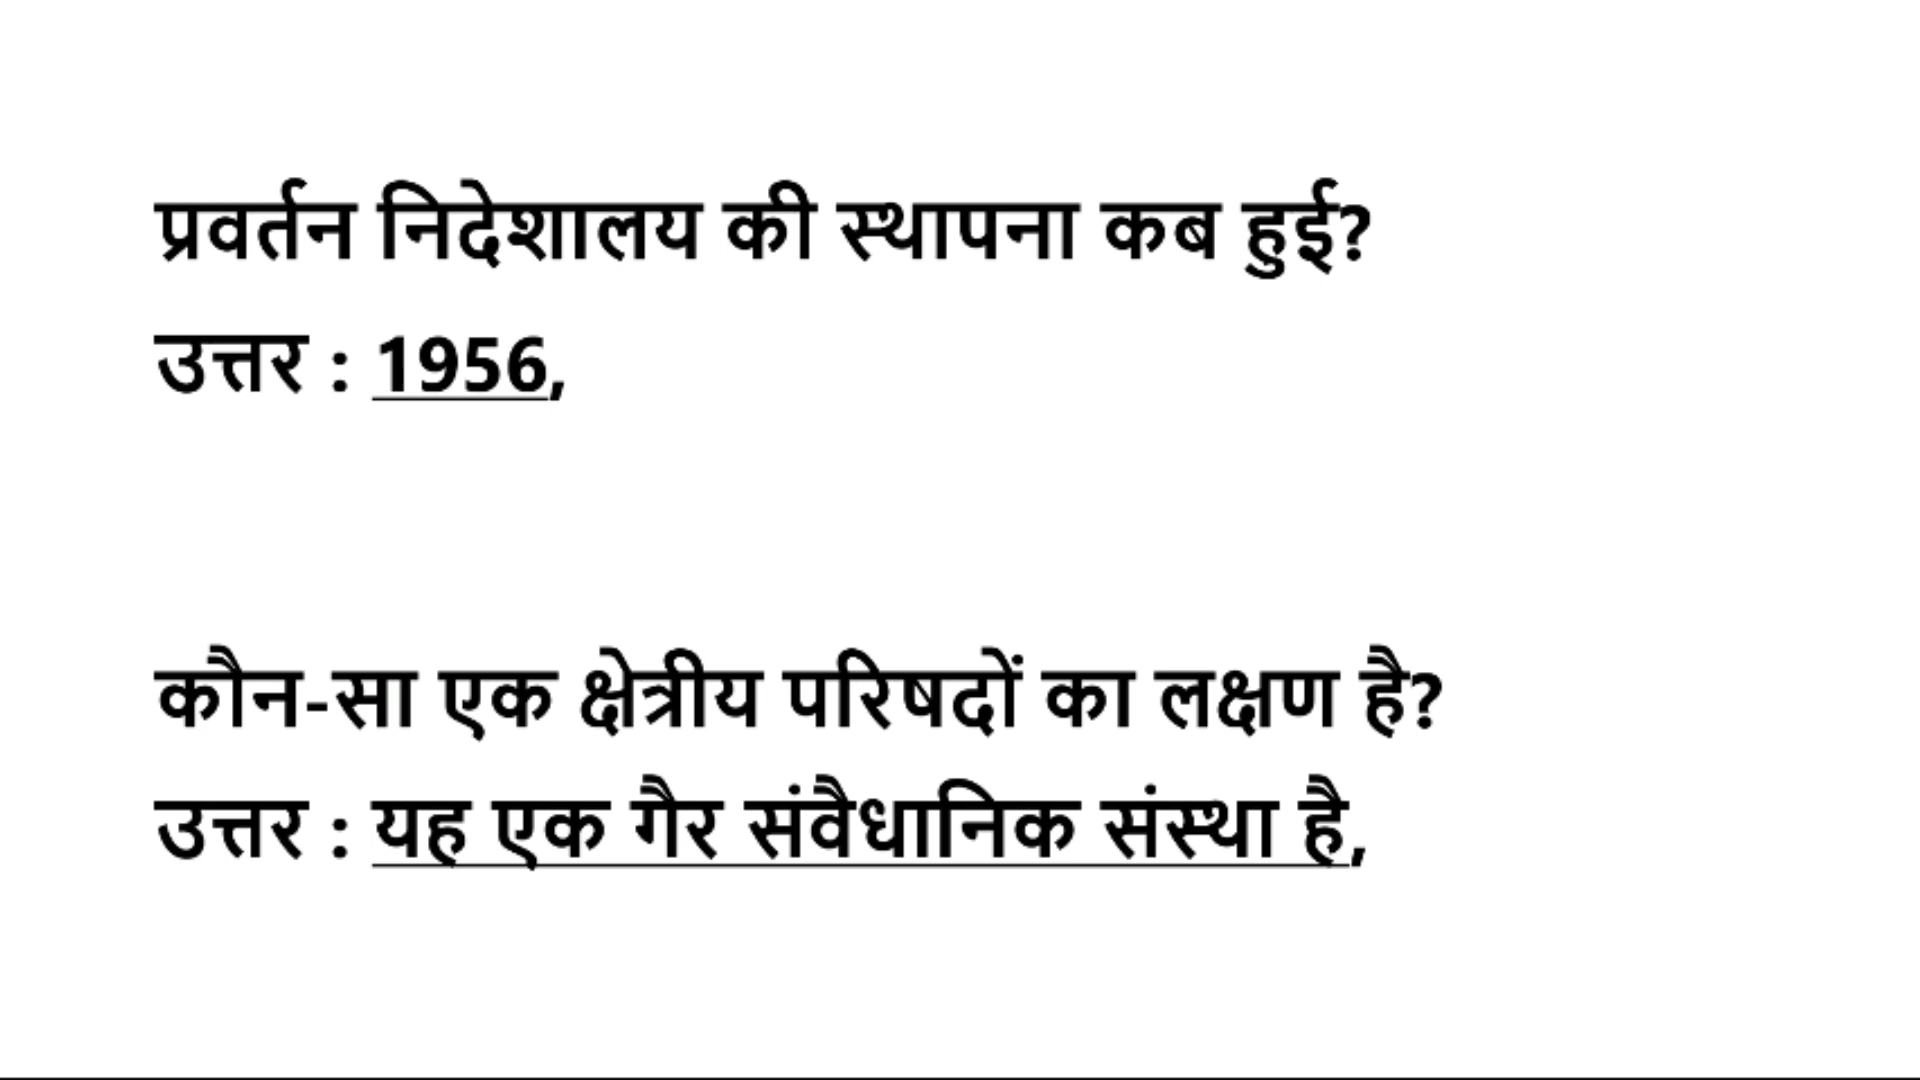 प्रवर्तन निदेशालय की स्थापना कब हुई?
उत्तर : 1956,
कौन-सा एक क्षेत्रीय परिषदों का लक्षण है?
उत्तर : यह एक गैर संवैधानिक संस्था है,